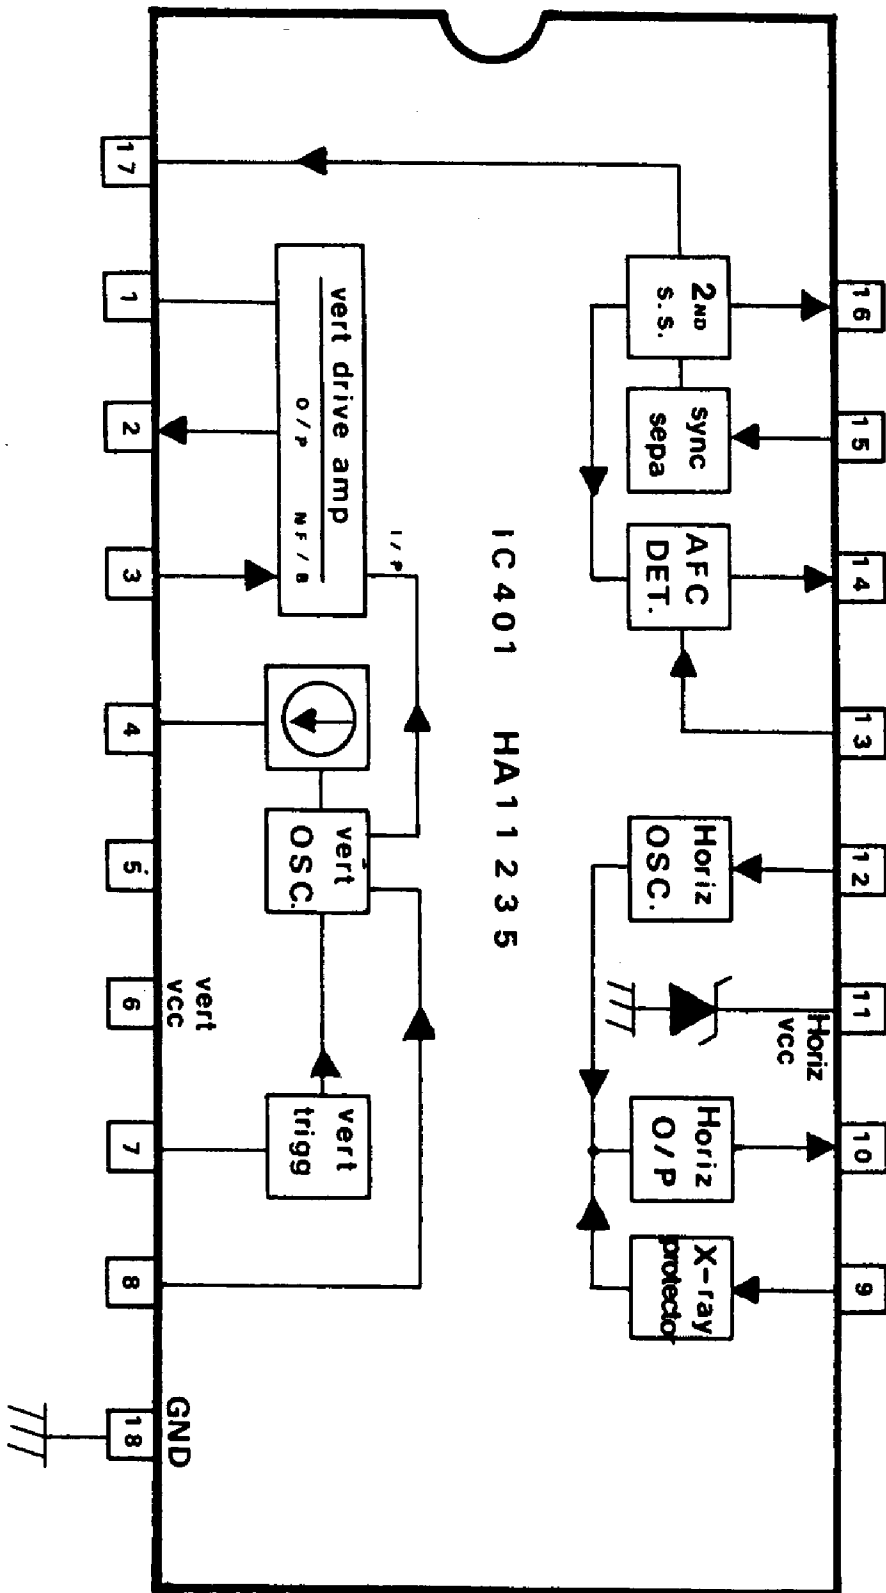 16 15 14 13 12 11 10 9
Horiz
vcc
2ND
s.s.
sync
sepa
AFC
DET.
Horiz
OSC.
Horiz
O/P
X-ray
protector
IC401 HA11235
I/P
vert drive amp
O/P NF/B
vert
OSC.
vert
trigg
vert
vcc
GND
17 1 2 3 4 5 6 7 8 18